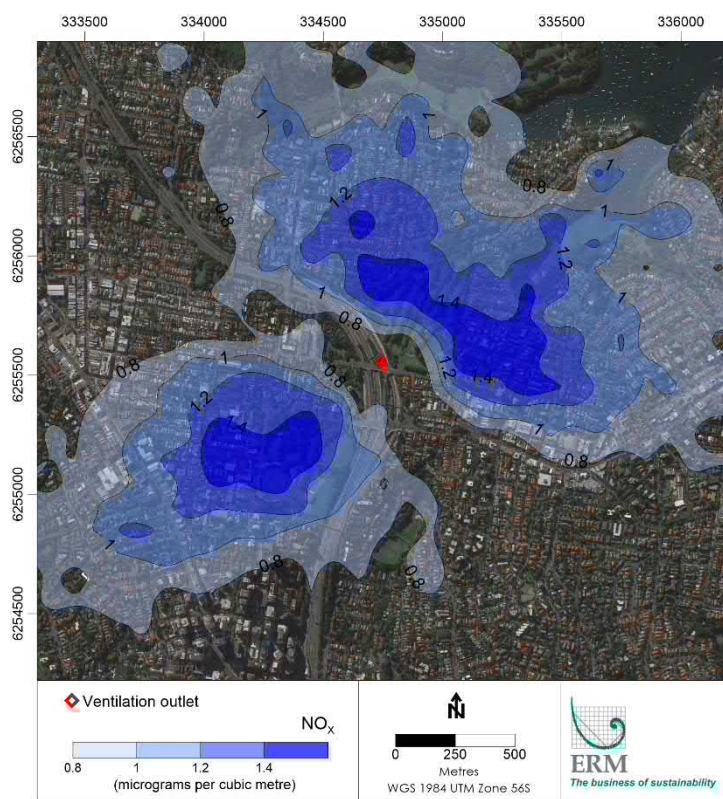 333500 334000 334500 335000 335500 336000
6256500
6256000
6255500
6255000
6254500
1
1
1.2
0.8
0.8
1
1.2
1.4
1
0.8
1.2
1.4
1
0.8
0.8
1
1.2
1.4
0.8
1
0.8
0.8
Ventilation outlet
NOx
0.8 1 1.2 1.4
(micrograms per cubic metre)
N
0 250 500
Metres
WGS 1984 UTM Zone 56S
ERM
The business of sustainability